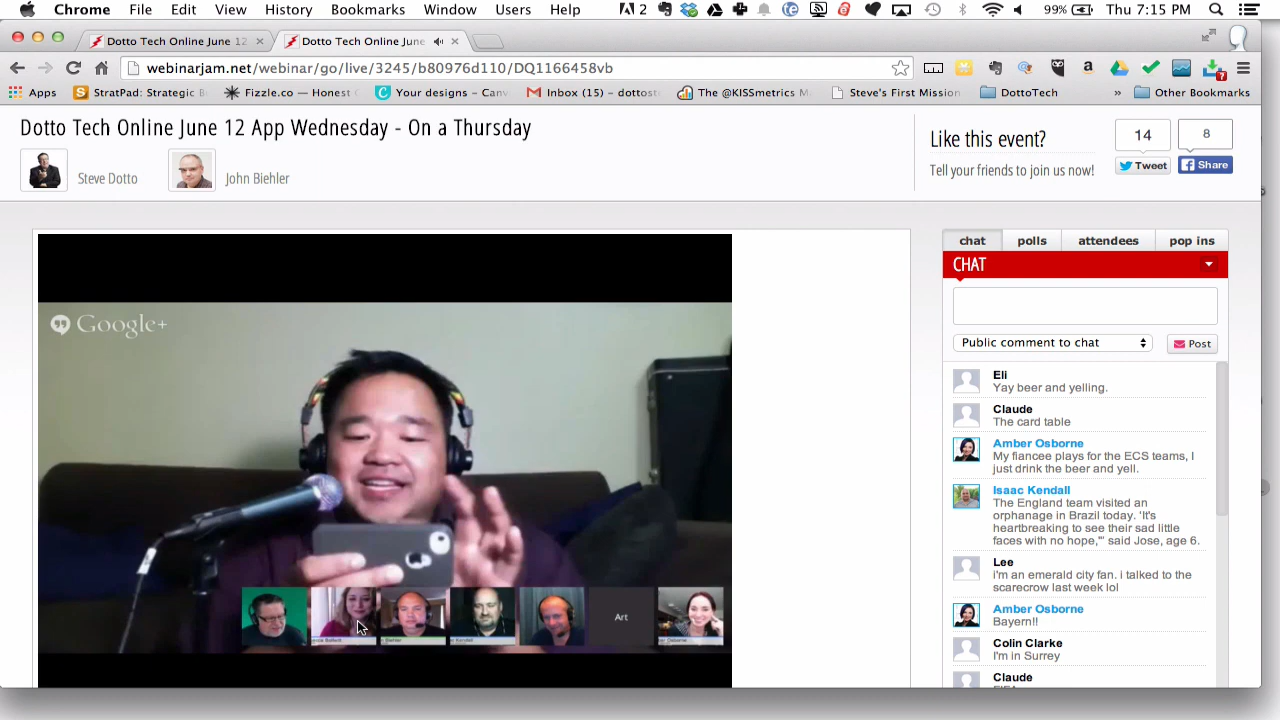 Chrome File Edit View History Bookmarks Window Users Help 2 99% Thu 7:15 PM
Dotto Tech Online June 12 Dotto Tech Online June
webinarjam.net/webinar/go/live/3245/b80976d110/DQ1166458vb
Apps StratPad: Strategic B Fizzle.co — Honest Your designs - Canv Inbox (15) – dottost The @KISSmetrics M Steve's First Mission DottoTech » Other Bookmarks
7
Dotto Tech Online June 12 App Wednesday - On a Thursday
Steve Dotto John Biehler
Like this event?
Tell your friends to join us now!
14 8
Tweet Share
Google+
Art
chat polls attendees pop ins
CHAT
Public comment to chat Post
Eli
Yay beer and yelling.
Claude
The card table
Amber Osborne
My fiancee plays for the ECS teams, I
just drink the beer and yell.
Isaac Kendall
The England team visited an
orphanage in Brazil today. 'It's
heartbreaking to see their sad little
faces with no hope,'" said Jose, age 6.
Lee
i'm an emerald city fan. i talked to the
scarecrow last week lol
Amber Osborne
Bayern!!
Colin Clarke
I'm in Surrey
Claude